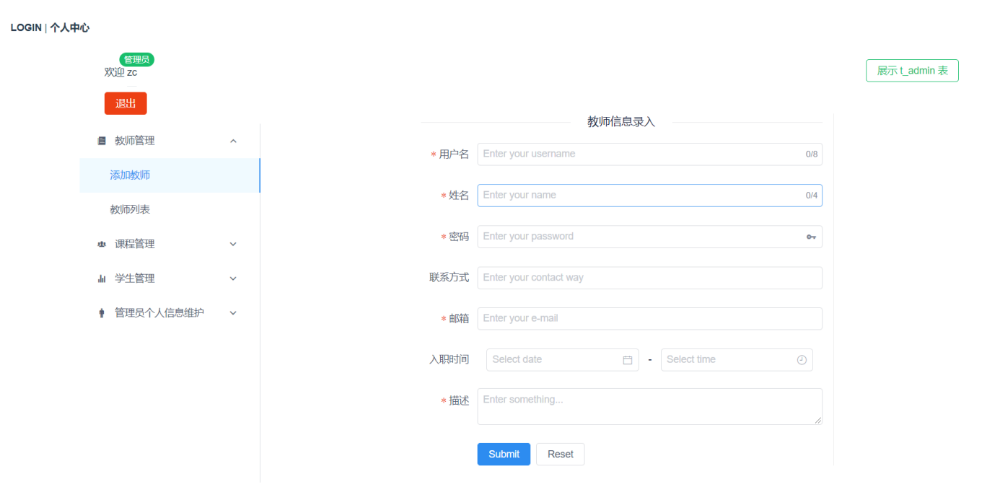 LOGIN | 个人中心
管理员
欢迎 zc
展示 t_admin 表
退出
教师管理
添加教师
教师列表
课程管理
学生管理
管理员个人信息维护
教师信息录入
* 用户名 Enter your username 0/8
* 姓名 Enter your name 0/4
* 密码 Enter your password
联系方式 Enter your contact way
* 邮箱 Enter your e-mail
入职时间 Select date - Select time
* 描述 Enter something...
Submit Reset